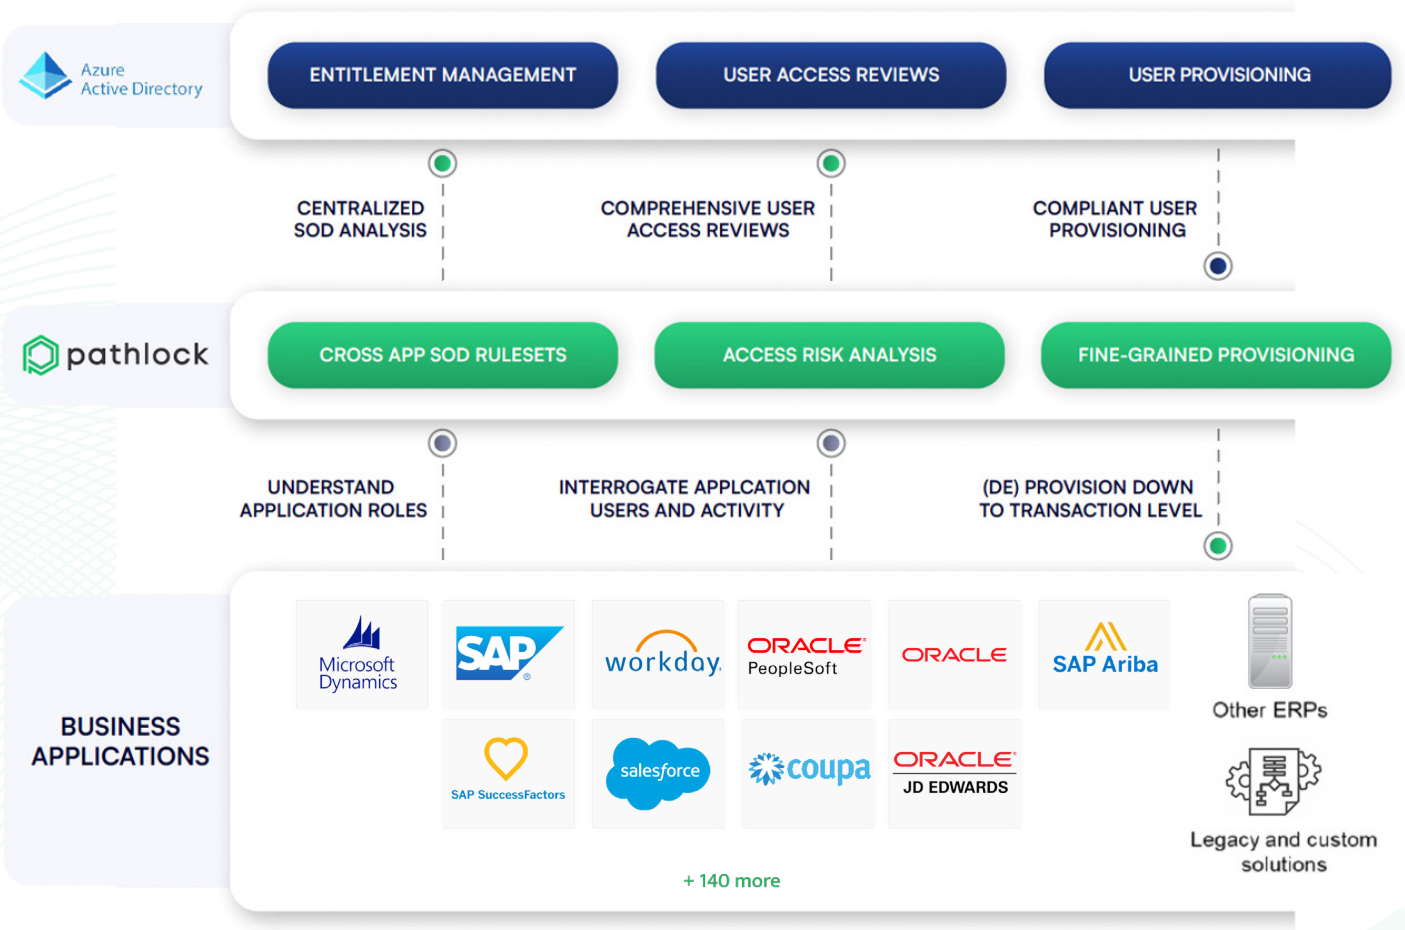 Azure
Active Directory
ENTITLEMENT MANAGEMENT
USER ACCESS REVIEWS
USER PROVISIONING
CENTRALIZED
SOD ANALYSIS
COMPREHENSIVE USER
ACCESS REVIEWS
COMPLIANT USER
PROVISIONING
pathlock
CROSS APP SOD RULESETS
ACCESS RISK ANALYSIS
FINE-GRAINED PROVISIONING
UNDERSTAND
APPLICATION ROLES
INTERROGATE APPLCATION
USERS AND ACTIVITY
(DE) PROVISION DOWN
TO TRANSACTION LEVEL
BUSINESS
APPLICATIONS
Microsoft
Dynamics
SAP®
workday.
ORACLE®
PeopleSoft
ORACLE
SAP Ariba
Other ERPs
SAP SuccessFactors
salesforce
coupa
ORACLE®
JD EDWARDS
Legacy and custom
solutions
+ 140 more